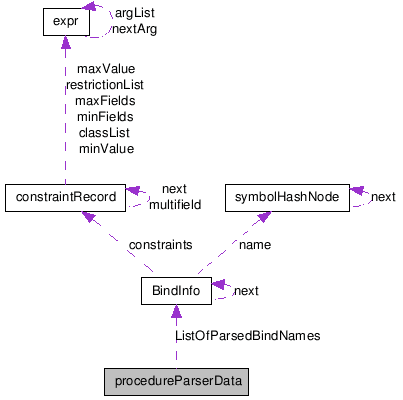 argList
expr
nextArg
maxValue
restrictionList
maxFields
minFields
classList
minValue
constraintRecord
next
multifield
symbolHashNode
next
constraints
name
BindInfo
next
ListOfParsedBindNames
procedureParserData